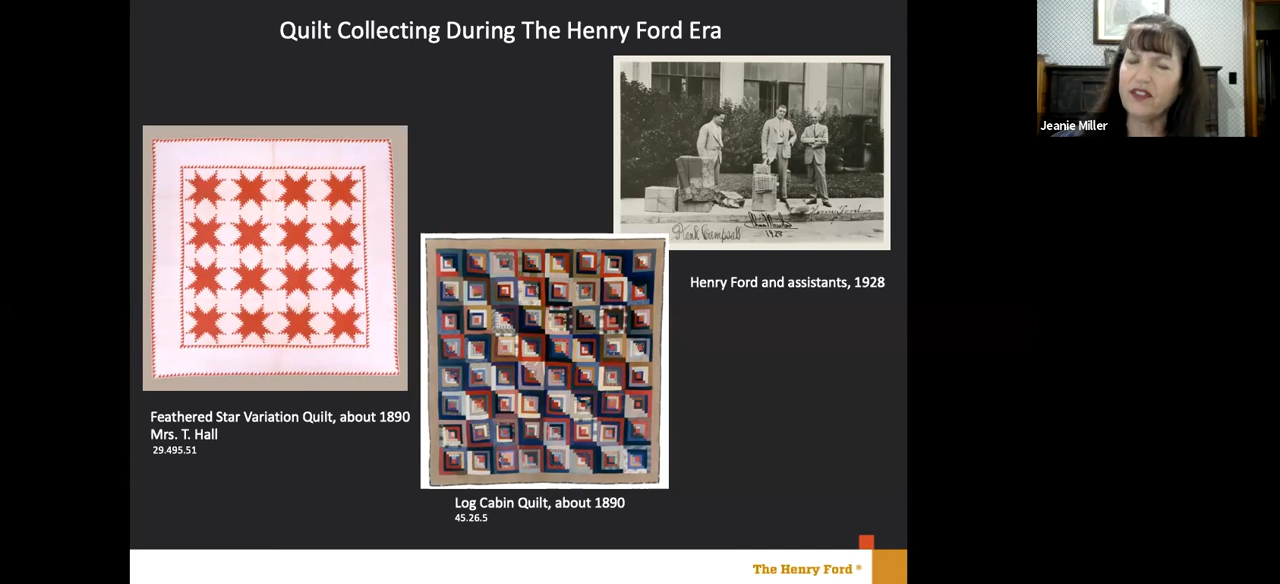 Quilt Collecting During The Henry Ford Era
Jeanie Miller
1928
Henry Ford and assistants, 1928
Feathered Star Variation Quilt, about 1890
Mrs. T. Hall
29.495.51
Log Cabin Quilt, about 1890
45.26.5
The Henry Ford ®